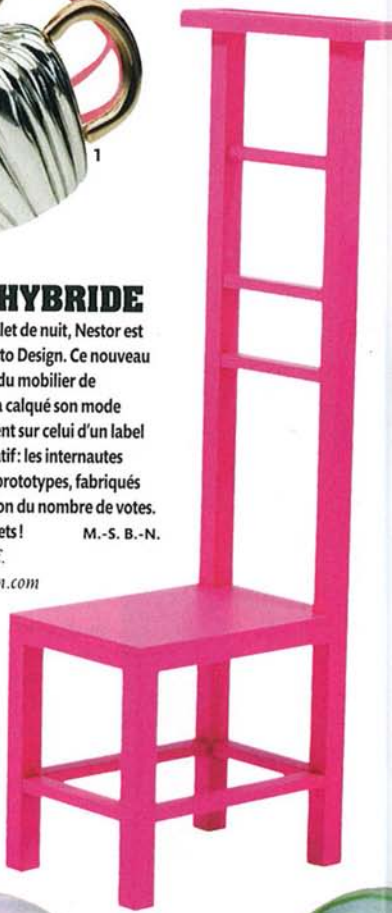 1
HYBRIDE
let de nuit, Nestor est
to Design. Ce nouveau
du mobilier de
calqué son mode
nt sur celui d'un label
tif : les internautes
prototypes, fabriqués
on du nombre de votes.
ets ! M.-S. B.-N.
.com